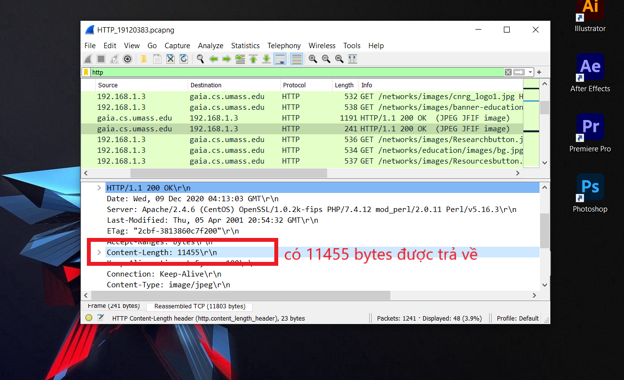 HTTP_19120383.pcapng
File Edit View Go Capture Analyze Statistics Telephony Wireless Tools Help
http
Source Destination Protocol Length Info
192.168.1.3 gaia.cs.umass.edu HTTP 532 GET /networks/images/cnrg_logo1.jpg H
192.168.1.3 gaia.cs.umass.edu HTTP 538 GET /networks/images/banner-education
gaia.cs.umass.edu 192.168.1.3 HTTP 1191 HTTP/1.1 200 OK (JPEG JFIF image)
gaia.cs.umass.edu 192.168.1.3 HTTP 241 HTTP/1.1 200 OK (JPEG JFIF image)
192.168.1.3 gaia.cs.umass.edu HTTP 536 GET /networks/images/Researchbutton.j
192.168.1.3 gaia.cs.umass.edu HTTP 534 GET /networks/education/images/bg.jpg
192.168.1.3 gaia.cs.umass.edu HTTP 537 GET /networks/images/Resourcesbutton.
HTTP/1.1 200 OK\r\n
Date: Wed, 09 Dec 2020 04:13:03 GMT\r\n
Server: Apache/2.4.6 (CentOS) OpenSSL/1.0.2k-fips PHP/7.4.12 mod_perl/2.0.11 Perl/v5.16.3\r\n
Last-Modified: Thu, 05 Apr 2001 20:54:32 GMT\r\n
ETag: "2cbf-3813860c7f200"\r\n
Accept-Ranges: bytes\r\n
Content-Length: 11455\r\n
có 11455 bytes được trả về
Connection: Keep-Alive\r\n
Content-Type: image/jpeg\r\n
Frame (241 bytes) Reassembled TCP (11803 bytes)
HTTP Content-Length header (http.content_length_header), 23 bytes
Packets: 1241 · Displayed: 48 (3.9%)
Profile: Default
Ai
Illustrator
Ae
After Effects
Pr
Premiere Pro
Ps
Photoshop